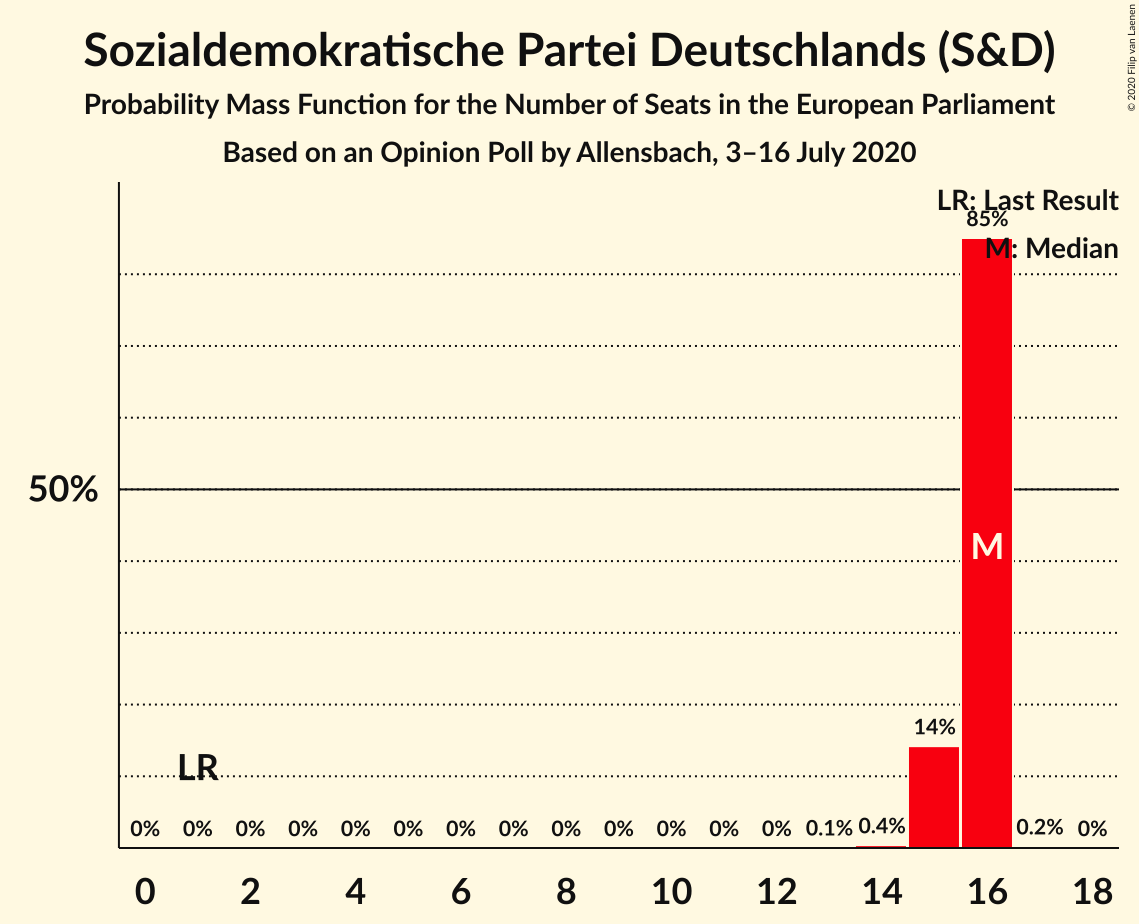 Sozialdemokratische Partei Deutschlands (S&D)
Probability Mass Function for the Number of Seats in the European Parliament
Based on an Opinion Poll by Allensbach, 3–16 July 2020
© 2020 Filip van Laenen
LR: Last Result
85%
M: Median
50%
M
14%
LR
0% 0% 0% 0% 0% 0% 0% 0% 0% 0% 0% 0% 0% 0.1% 0.4% 0.2% 0%
0 2 4 6 8 10 12 14 16 18